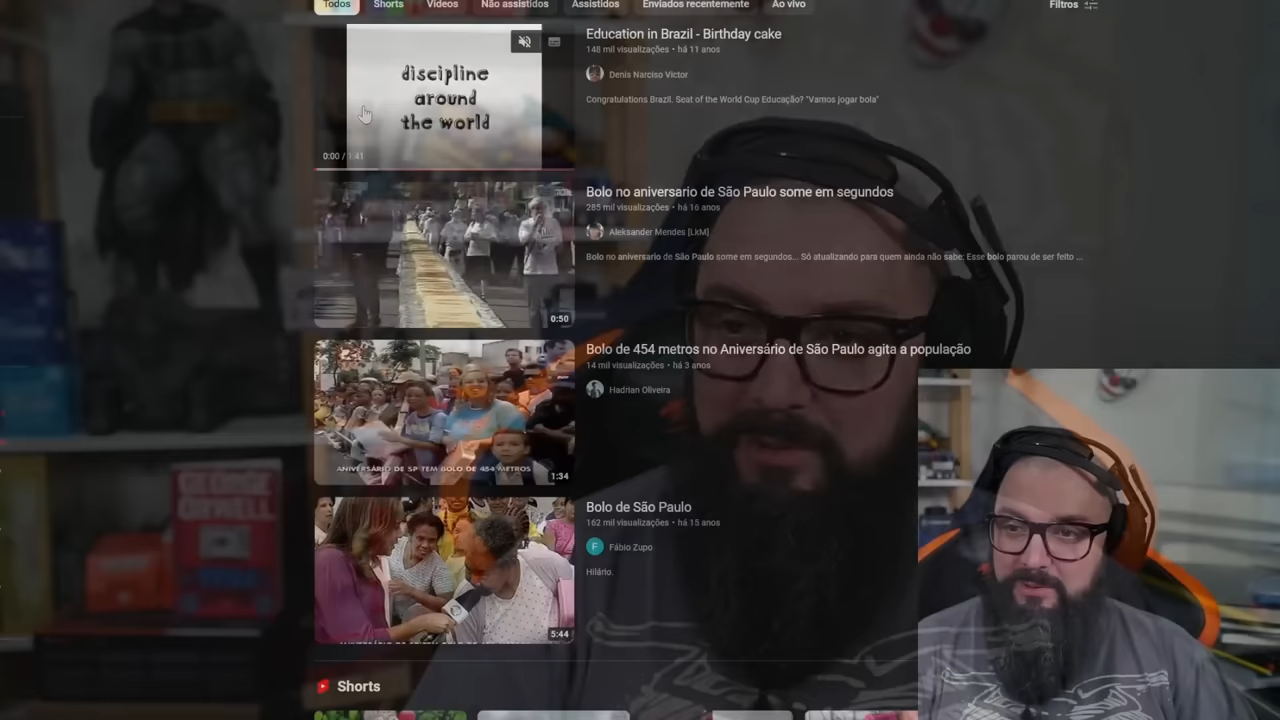 Todos Shorts Vídeos Não assistidos Assistidos Enviados recentemente Ao vivo Filtros
discipline
around
the world
0:00 / 1:41
Education in Brazil - Birthday cake
148 mil visualizações • há 11 anos
Denis Narciso Victor
Congratulations Brazil. Seat of the World Cup Educação? "Vamos jogar bola"
0:50
Bolo no aniversario de São Paulo some em segundos
285 mil visualizações • há 16 anos
Aleksander Mendes [LkM]
Bolo no aniversario de São Paulo some em segundos... Só atualizando para quem ainda não sabe: Esse bolo parou de ser feito ...
ANIVERSÁRIO DE SP TEM BOLO DE 454 METROS
1:34
Bolo de 454 metros no Aniversário de São Paulo agita a população
14 mil visualizações • há 3 anos
Hadrian Oliveira
5:44
Bolo de São Paulo
162 mil visualizações • há 15 anos
F Fábio Zupo
Hilário.
GEORGE
ORWELL
Shorts